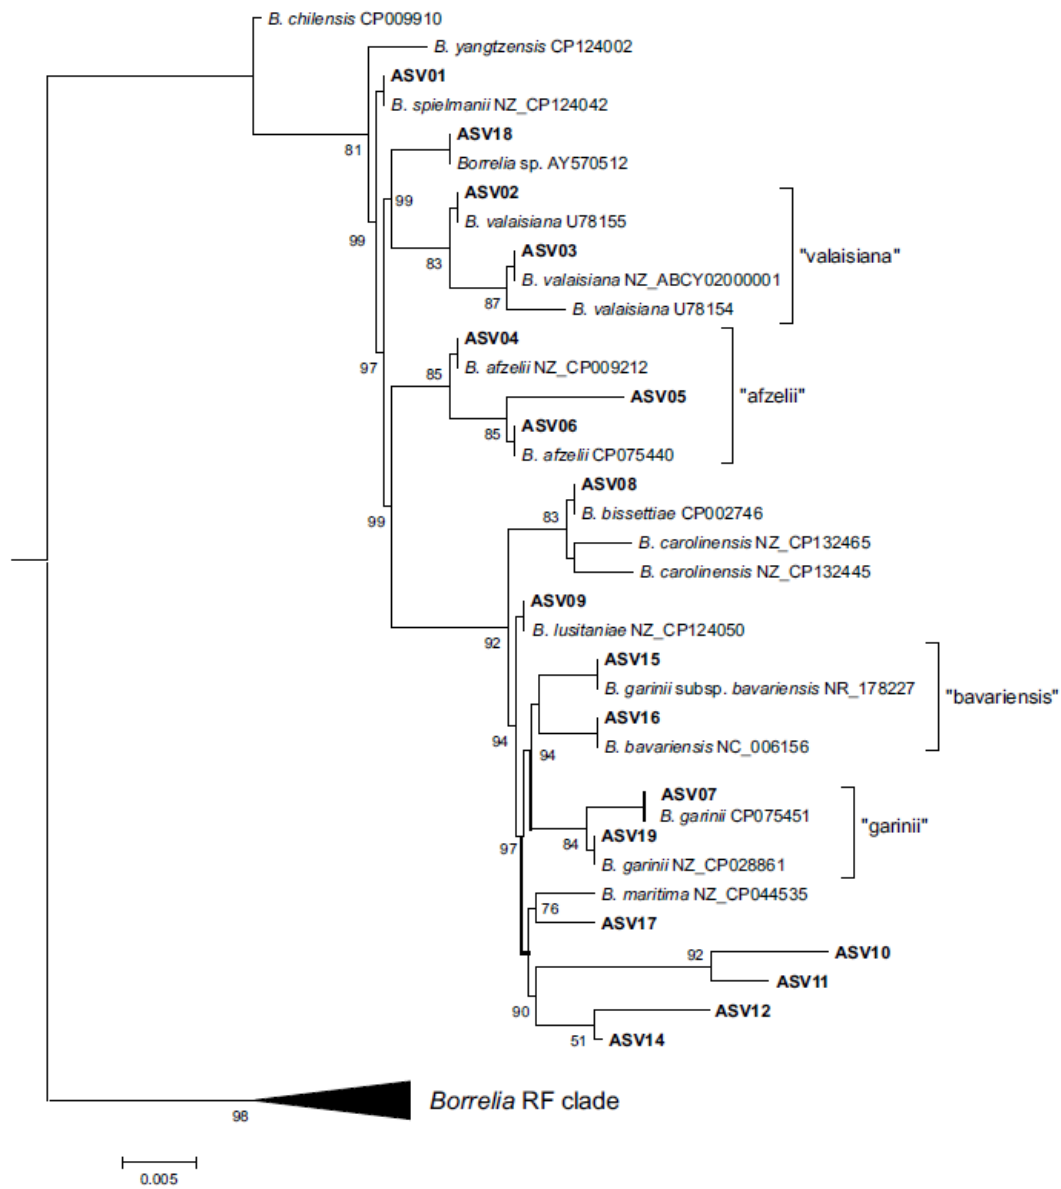 B. chilensis CP009910
B. yangtzensis CP124002
ASV01
B. spielmanii NZ_CP124042
81
ASV18
Borrelia sp. AY570512
99
ASV02
B. valaisiana U78155
99
83
ASV03
B. valaisiana NZ_ABCY02000001
"valaisiana"
87
B. valaisiana U78154
ASV04
97
85
B. afzelii NZ_CP009212
ASV05
"afzelii"
ASV06
85
B. afzelii CP075440
99
ASV08
83
B. bissettiae CP002746
B. carolinensis NZ_CP132465
B. carolinensis NZ_CP132445
ASV09
B. lusitaniae NZ_CP124050
92
ASV15
B. garinii subsp. bavariensis NR_178227
"bavariensis"
ASV16
94
94
B. bavariensis NC_006156
ASV07
B. garinii CP075451
"garinii"
97
84
ASV19
B. garinii NZ_CP028861
B. maritima NZ_CP044535
76
ASV17
92
ASV10
ASV11
90
ASV12
51
ASV14
Borrelia RF clade
98
0.005